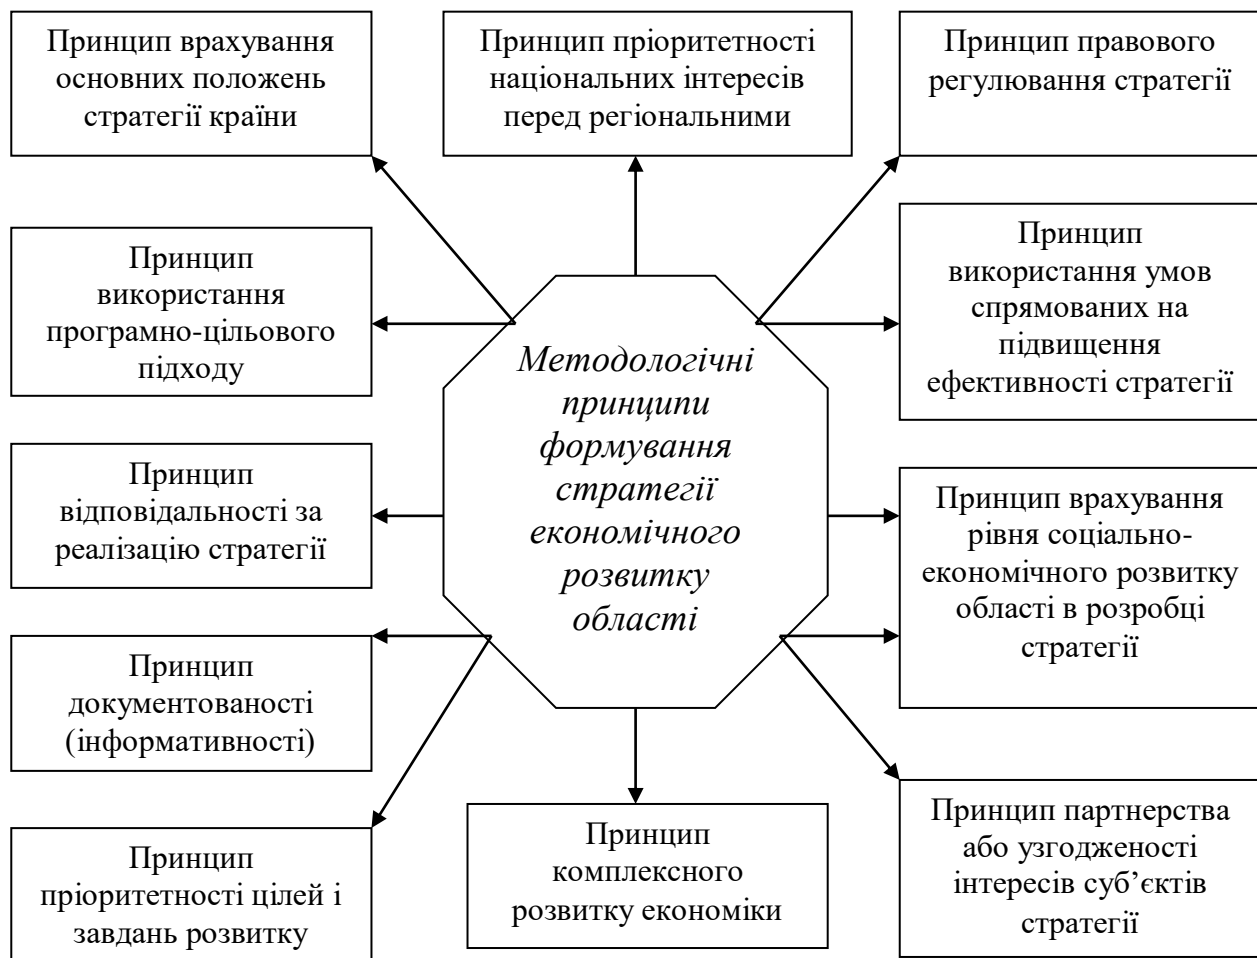 Принцип врахування
основних положень
стратегії країни
Принцип пріоритетності
національних інтересів
перед регіональними
Принцип правового
регулювання стратегії
Принцип
використання
програмно-цільового
підходу
Принцип
використання умов
спрямованих на
підвищення
ефективності стратегії
Методологічні
принципи
формування
стратегії
економічного
розвитку
області
Принцип
відповідальності за
реалізацію стратегії
Принцип врахування
рівня соціально-
економічного розвитку
області в розробці
стратегії
Принцип
документованості
(інформативності)
Принцип
пріоритетності цілей і
завдань розвитку
Принцип
комплексного
розвитку економіки
Принцип партнерства
або узгодженості
інтересів суб’єктів
стратегії